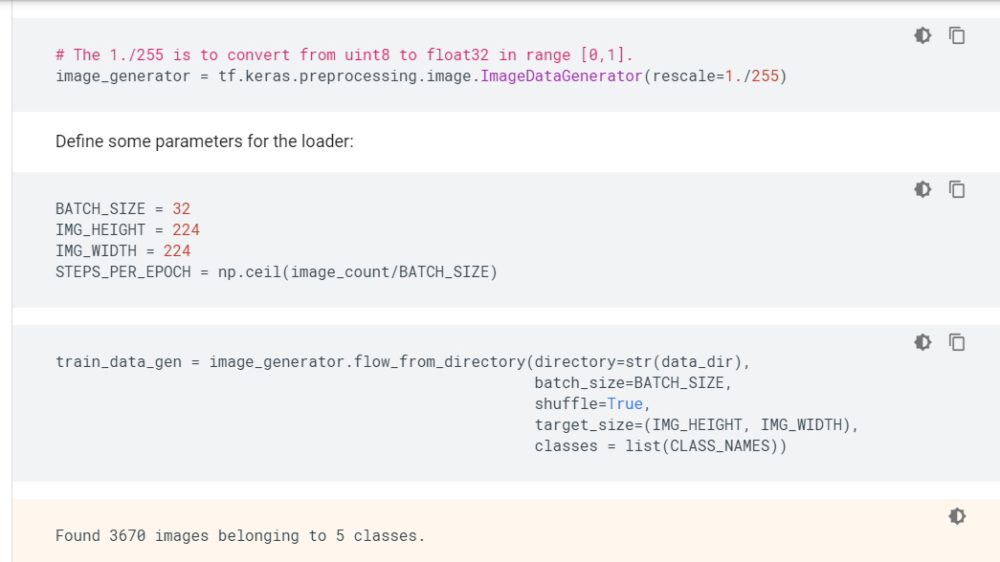 # The 1./255 is to convert from uint8 to float32 in range [0,1].
image_generator = tf.keras.preprocessing.image.ImageDataGenerator(rescale=1./255)
Define some parameters for the loader:
BATCH_SIZE = 32
IMG_HEIGHT = 224
IMG_WIDTH = 224
STEPS_PER_EPOCH = np.ceil(image_count/BATCH_SIZE)
train_data_gen = image_generator.flow_from_directory(directory=str(data_dir),
batch_size=BATCH_SIZE,
shuffle=True,
target_size=(IMG_HEIGHT, IMG_WIDTH),
classes = list(CLASS_NAMES))
Found 3670 images belonging to 5 classes.